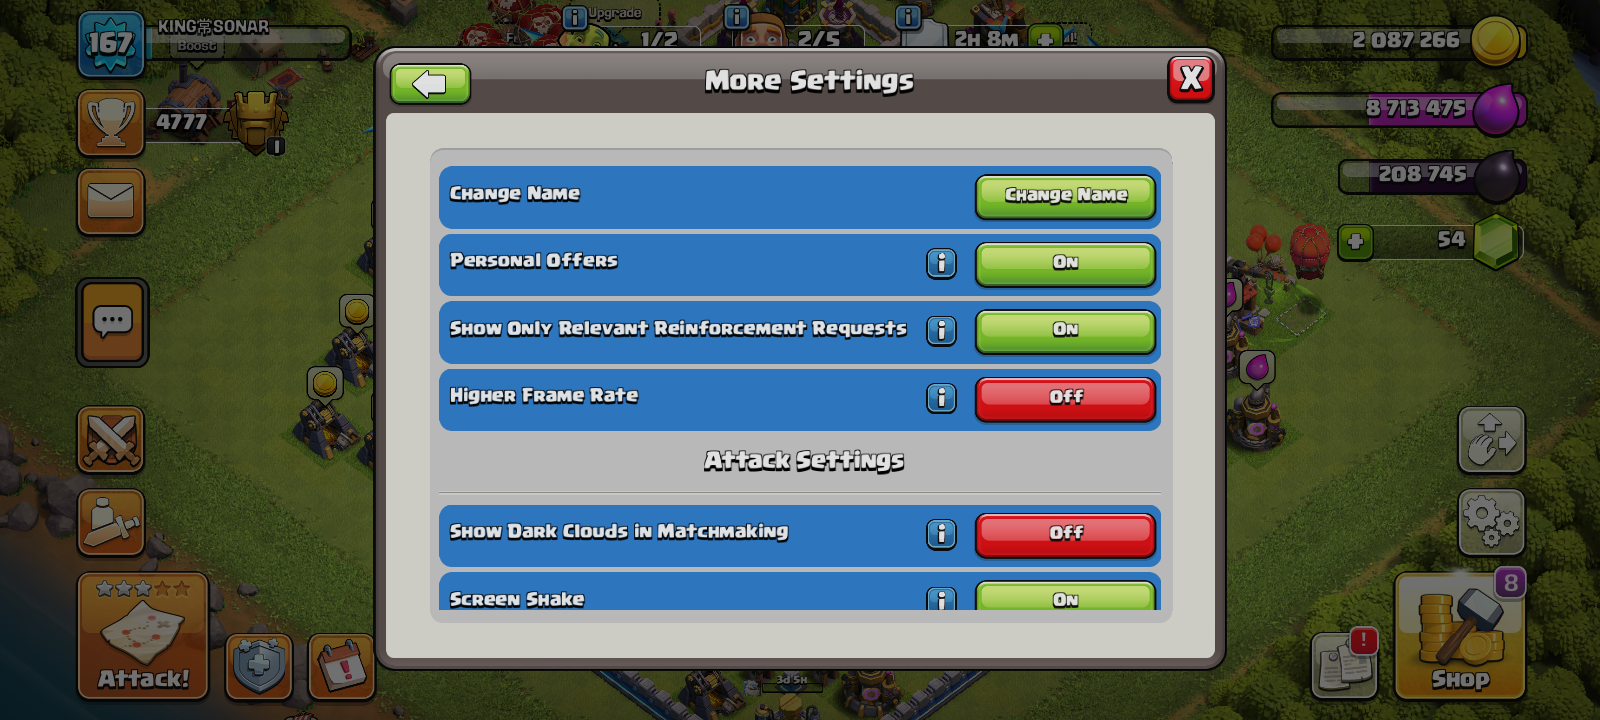 167
KING常SONAR
Boost
Upgrade
1/2
2/5
2H 8M
2 087 266
4777
8 713 475
208 745
54
More Settings
X
Change Name
Change Name
Personal Offers
i
On
Show Only Relevant Reinforcement Requests
i
On
Higher Frame Rate
i
Off
Attack Settings
Show Dark Clouds in Matchmaking
i
Off
Screen Shake
i
On
Attack!
3d 5H
8
!
Shop